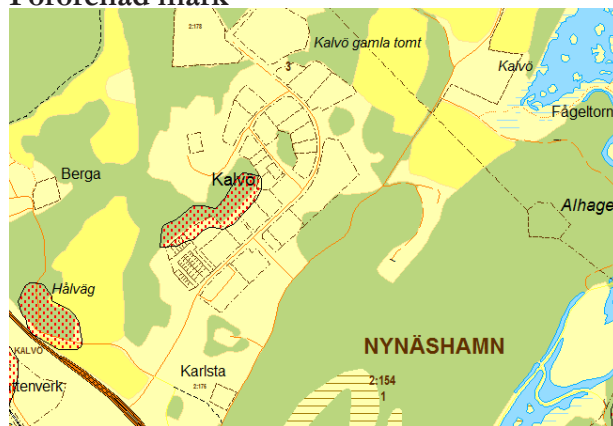 Förorenad mark
2:178
Kalvö gamla tomt
3
Kalvö
Fågeltorn
Berga
Kalvö
Alhage
Hålväg
KALVÖ
NYNÄSHAMN
Karlsta
2:154
ttenverk
2:176
1
1